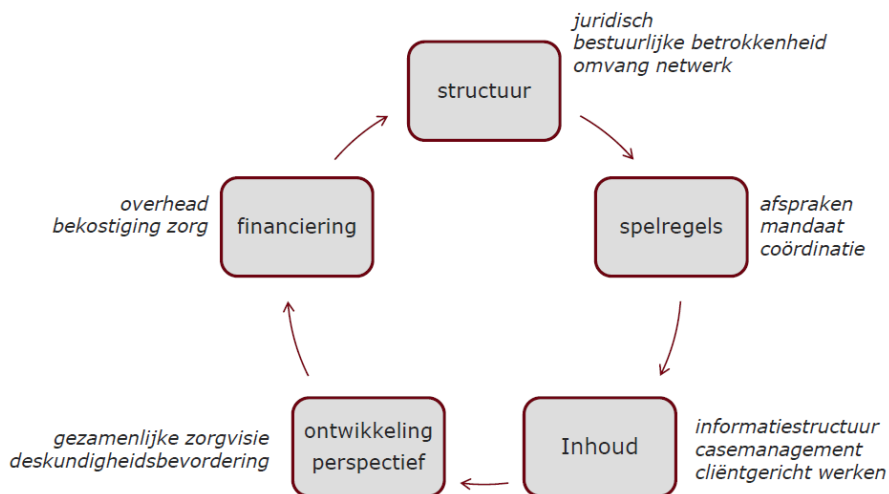 juridisch
bestuurlijke betrokkenheid
omvang netwerk
structuur
overhead
bekostiging zorg
financiering
spelregels
afspraken
mandaat
coördinatie
gezamenlijke zorgvisie
deskundigheidsbevordering
ontwikkeling
perspectief
Inhoud
informatiestructuur
casemanagement
cliëntgericht werken